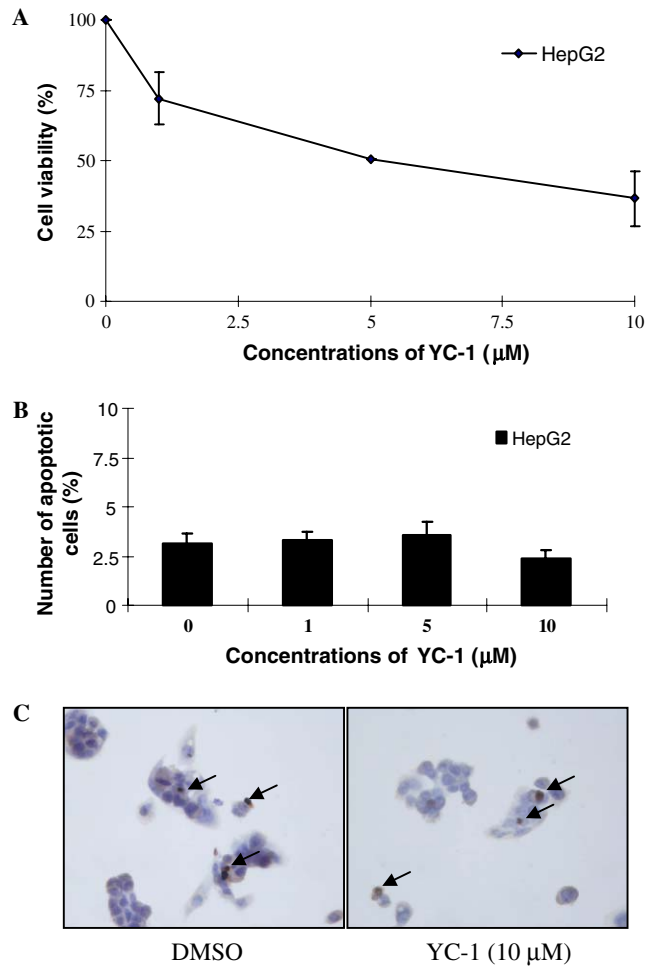 A
100
75
50
25
0
Cell viability (%)
HepG2
0 2.5 5 7.5 10
Concentrations of YC-1 (µM)
B
10
7.5
5
2.5
0
Number of apoptotic
cells (%)
HepG2
0 1 5 10
Concentrations of YC-1 (µM)
C
DMSO YC-1 (10 µM)